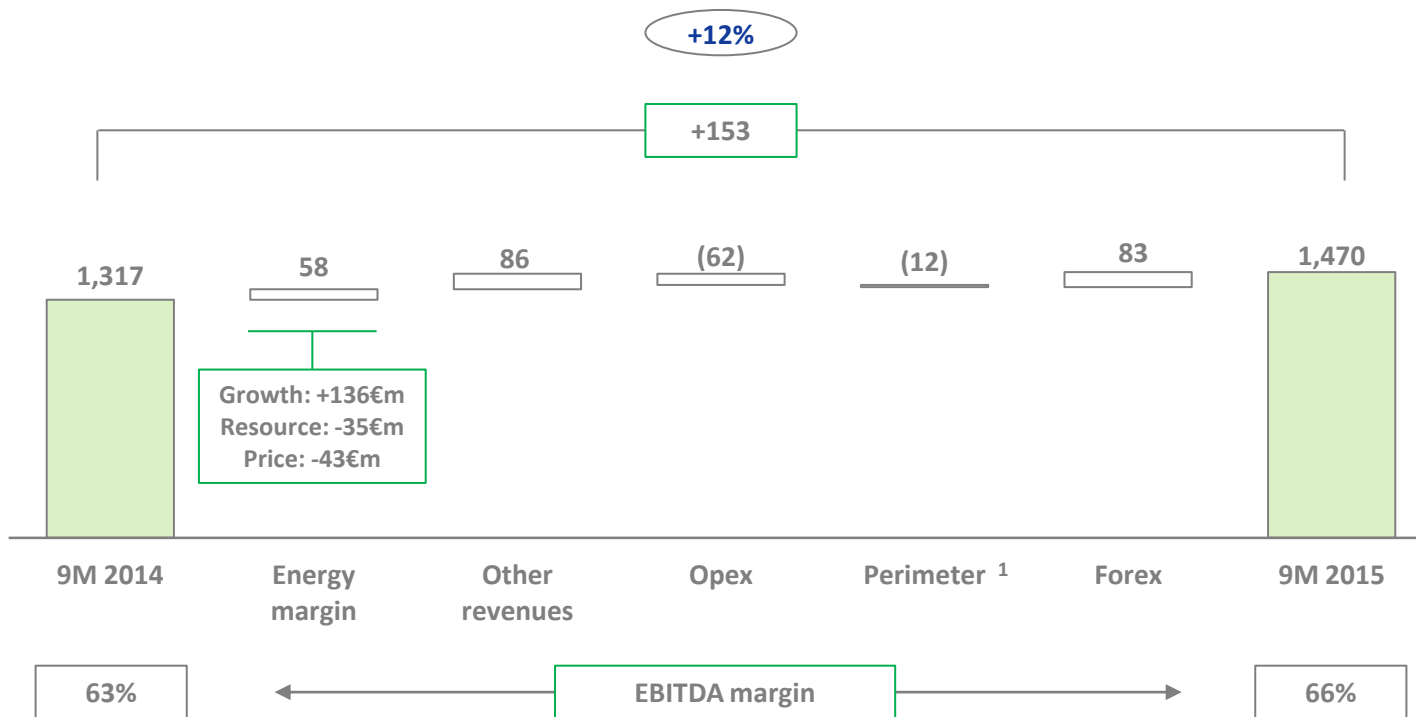 +12%
+153
1,317
58
86
(62)
(12)
83
1,470
Growth: +136€m
Resource: -35€m
Price: -43€m
9M 2014
Energy
margin
Other
revenues
Opex
Perimeter 1
Forex
9M 2015
63%
EBITDA margin
66%